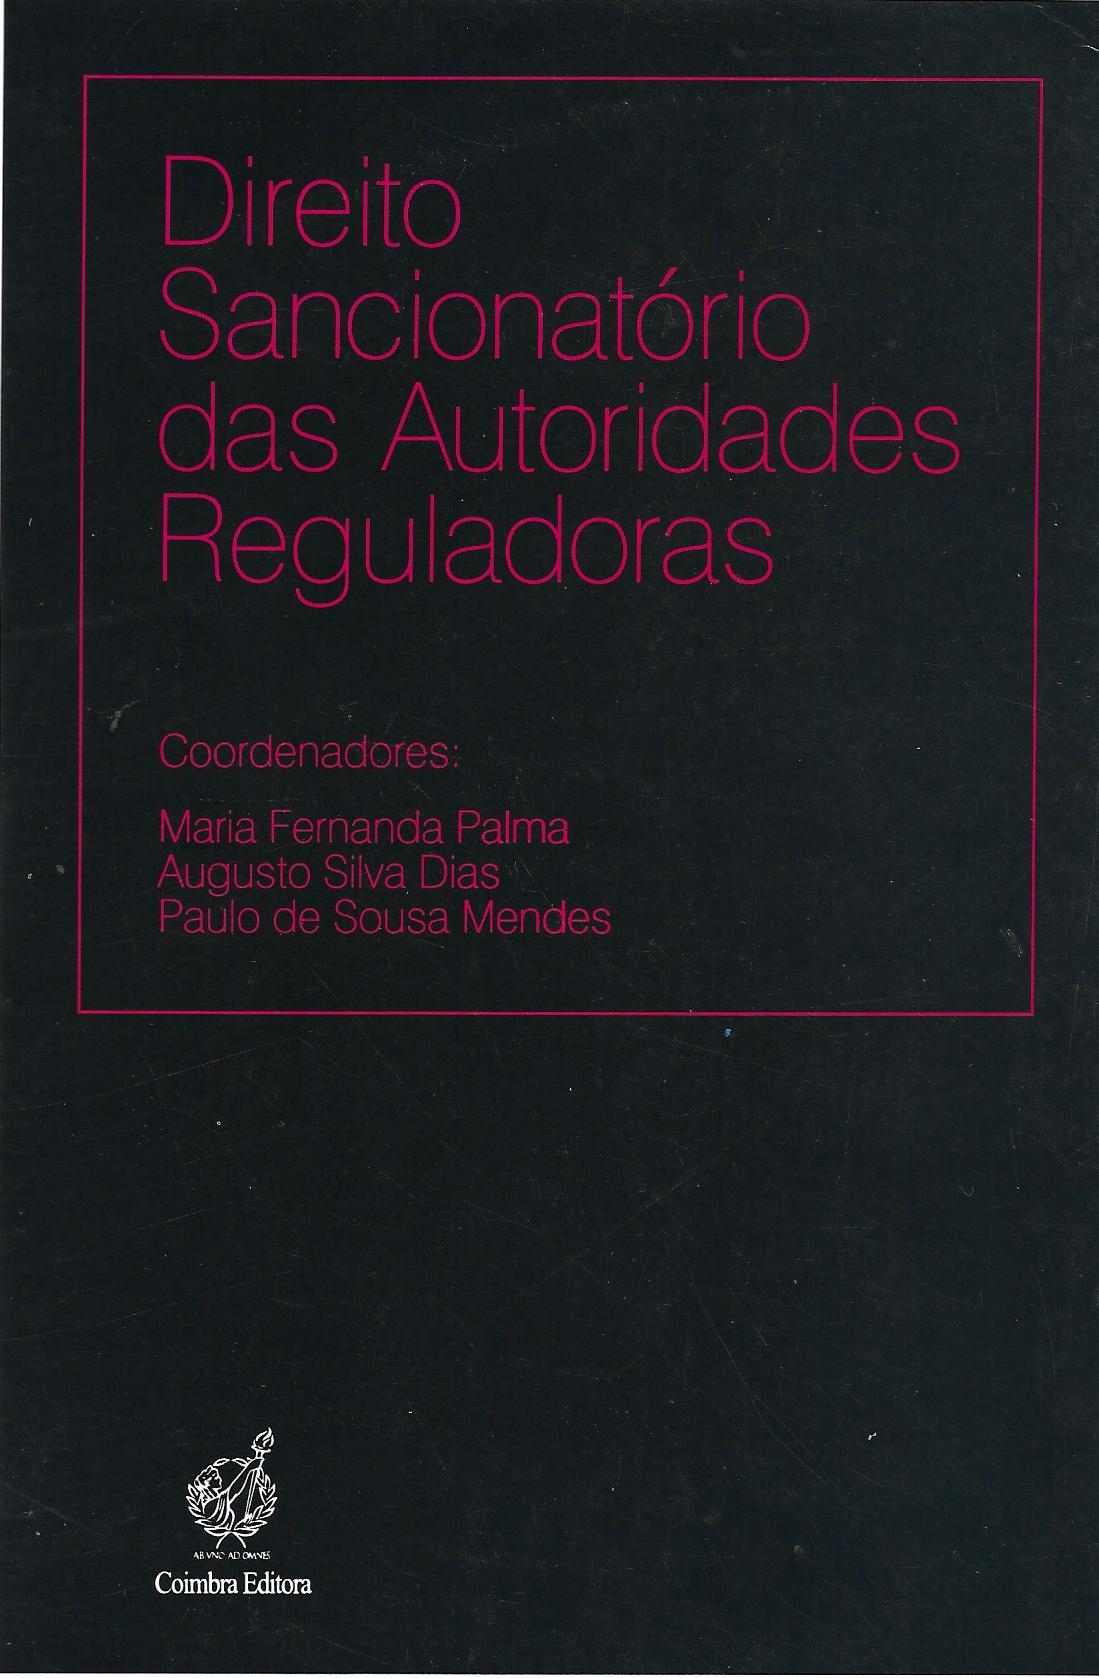 Direito
Sancionatório
das Autoridades
Reguladoras
Coordenadores:
Maria Fernanda Palma
Augusto Silva Dias
Paulo de Sousa Mendes
AB VNO AD OMNES
Coimbra Editora